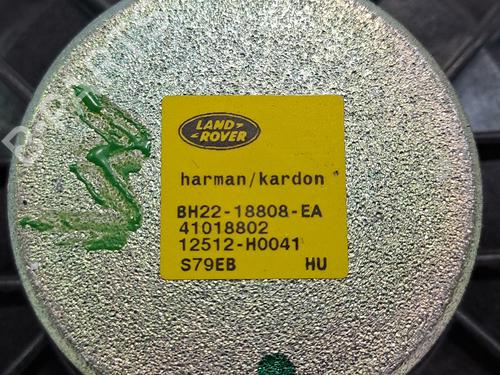 LAND-
ROVER
harman/kardon
BH22-18808-EA
41018802
12512-H0041
S79EB HU